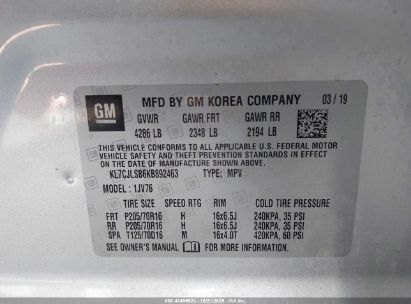 GM
MFD BY GM KOREA COMPANY 03 / 19
GVWR GAWR FRT GAWR RR
4286 LB 2348 LB 2194 LB
THIS VEHICLE CONFORMS TO ALL APPLICABLE U.S. FEDERAL MOTOR
VEHICLE SAFETY AND THEFT PREVENTION STANDARDS IN EFFECT ON THE
DATE OF MANUFACTURE SHOWN ABOVE.
KL7CJLSB6KB892463 TYPE: MPV
MODEL: 1JV76
TIRE SIZE SPEED RTG RIM COLD TIRE PRESSURE
FRT P205/70R16 H 16x6.5J 240KPA, 35 PSI
RR P205/70R16 H 16x6.5J 240KPA, 35 PSI
SPA T125/70D16 M 16x4.0T 420KPA, 60 PSI
SEE OWNER'S MANUAL FOR MORE INFORMATION.